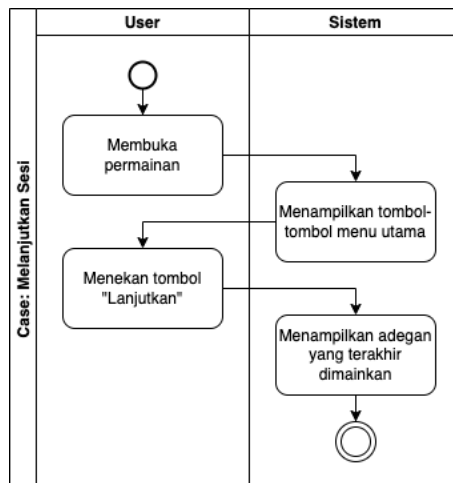 User
Sistem
Case: Melanjutkan Sesi
Membuka
permainan
Menampilkan tombol-
tombol menu utama
Menekan tombol
"Lanjutkan"
Menampilkan adegan
yang terakhir
dimainkan